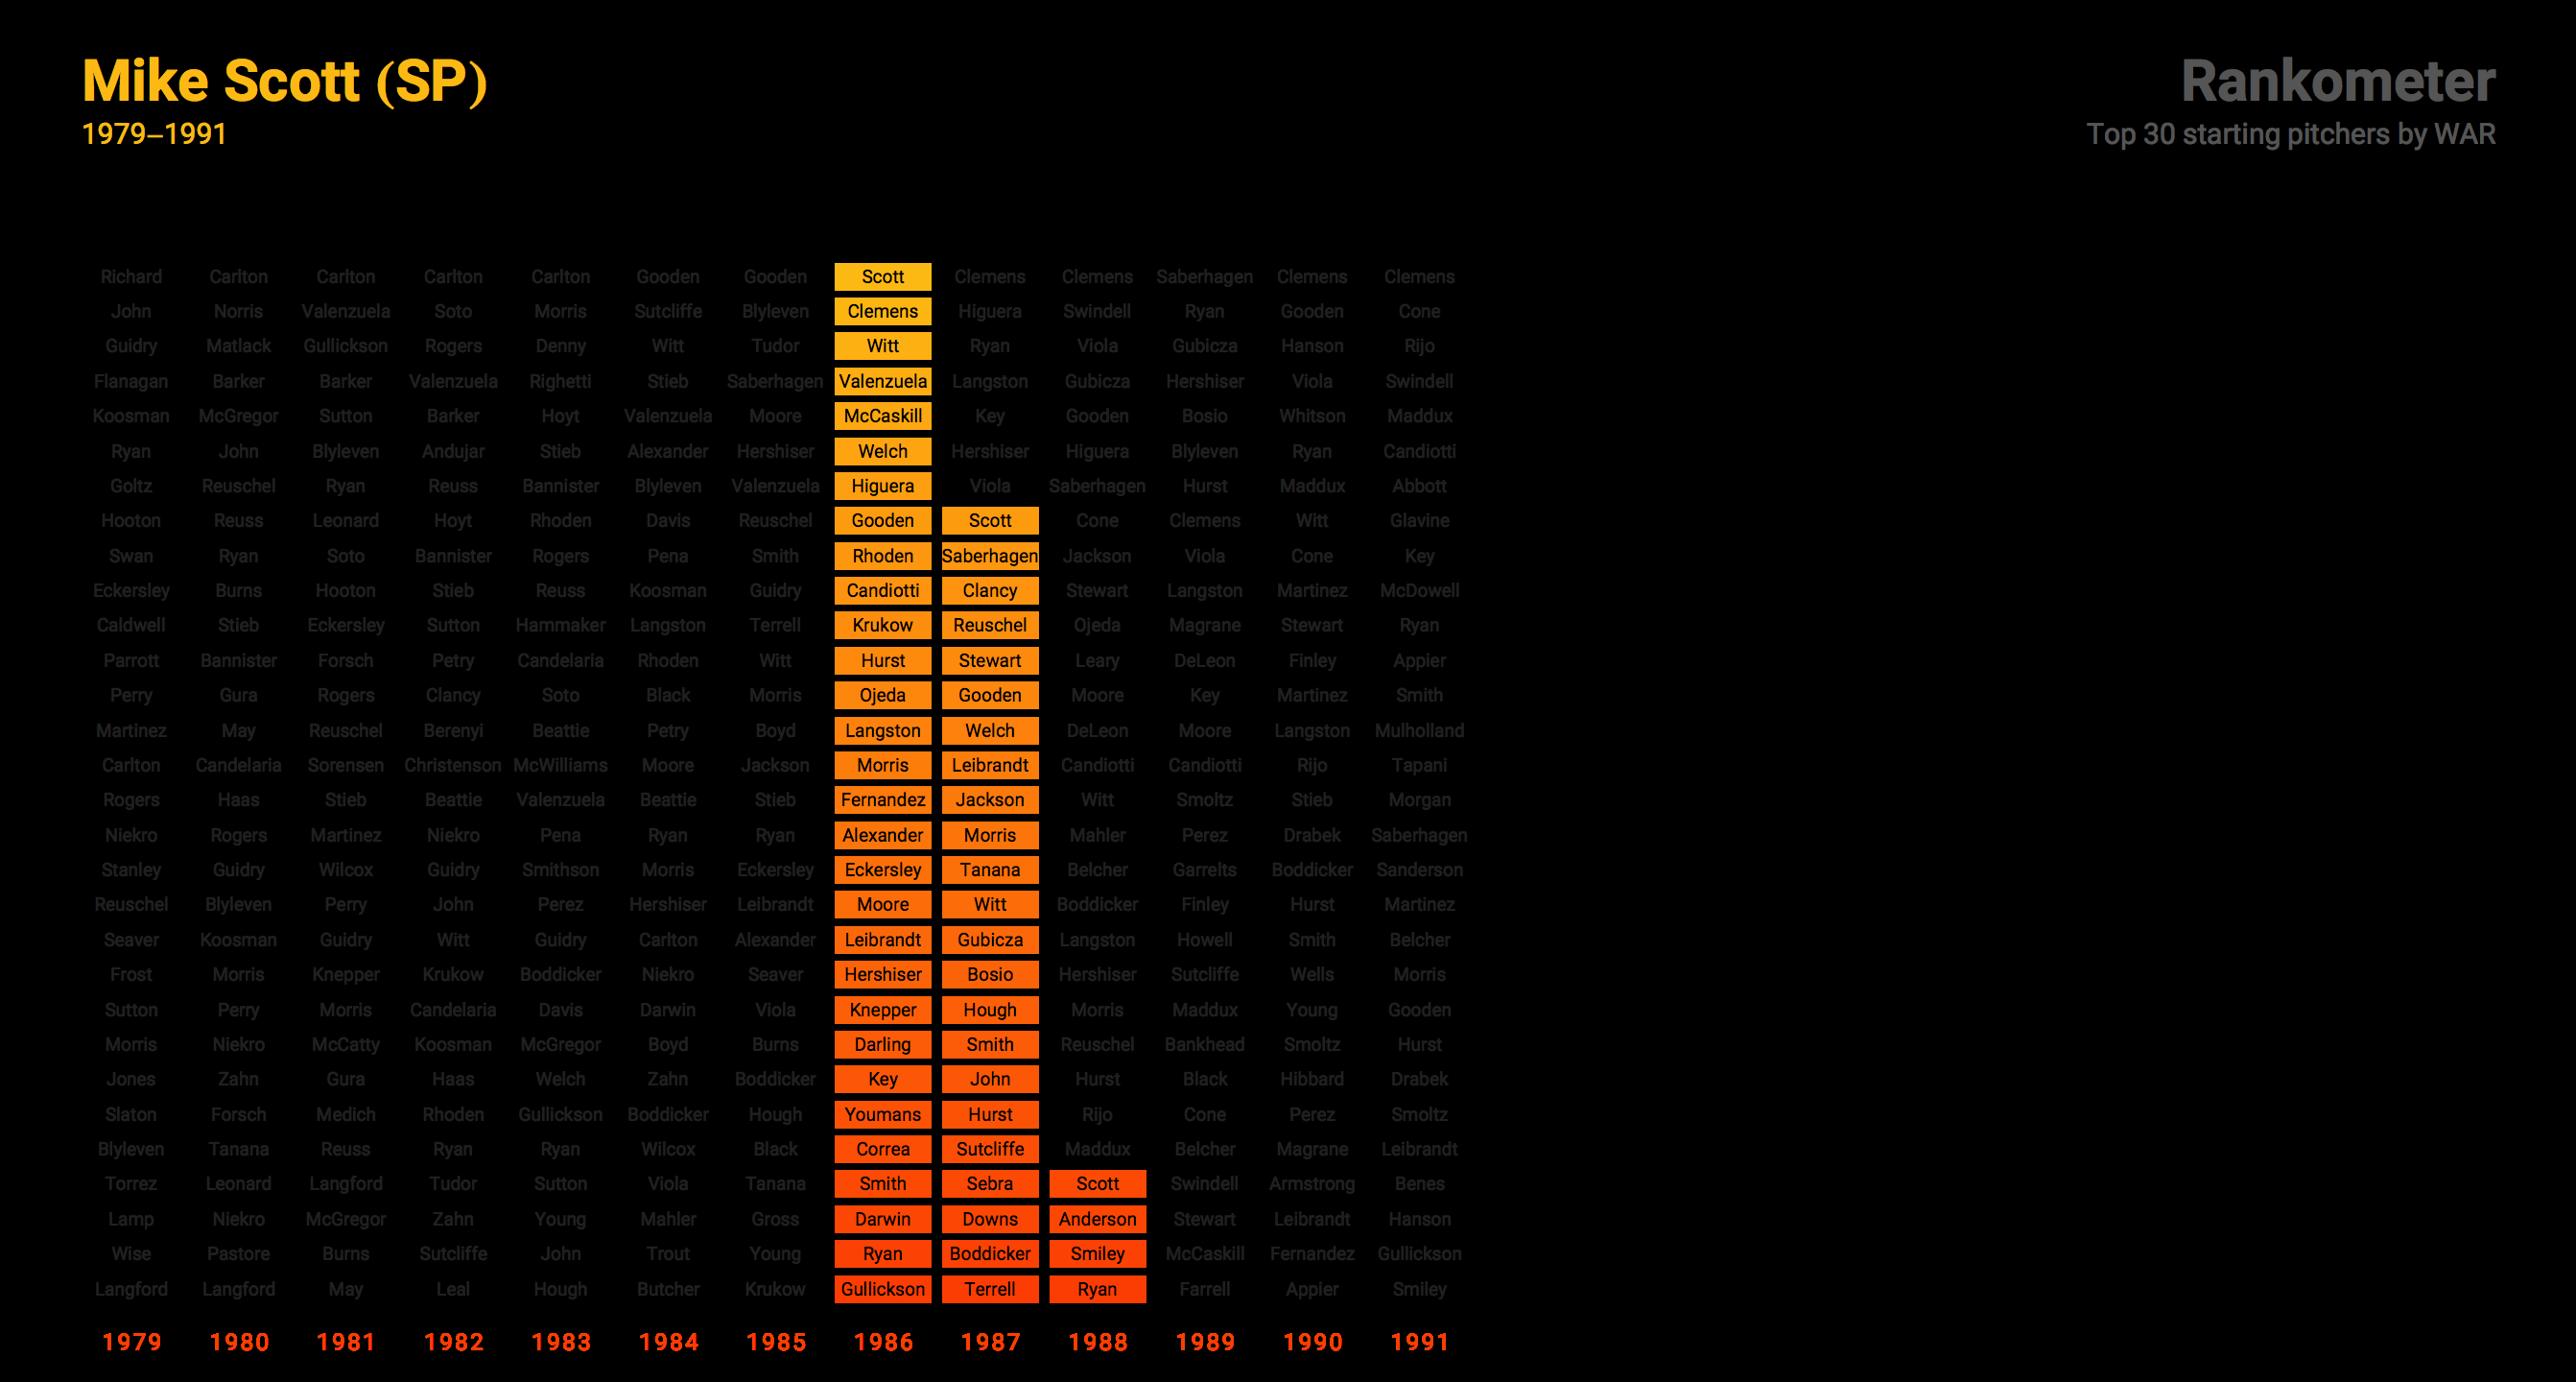 Mike Scott (SP)
1979–1991
Rankometer
Top 30 starting pitchers by WAR
Richard Carlton Carlton Carlton Carlton Gooden Gooden Scott Clemens Clemens Saberhagen Clemens Clemens
John Norris Valenzuela Soto Morris Sutcliffe Blyleven Clemens Higuera Swindell Ryan Gooden Cone
Guidry Matlack Gullickson Rogers Denny Witt Tudor Witt Ryan Viola Gubicza Hanson Rijo
Flanagan Barker Barker Valenzuela Righetti Stieb Saberhagen Valenzuela Langston Gubicza Hershiser Viola Swindell
Koosman McGregor Sutton Barker Hoyt Valenzuela Moore McCaskill Key Gooden Bosio Whitson Maddux
Ryan John Blyleven Andujar Stieb Alexander Hershiser Welch Hershiser Higuera Blyleven Ryan Candiotti
Goltz Reuschel Ryan Reuss Bannister Blyleven Valenzuela Higuera Viola Saberhagen Hurst Maddux Abbott
Hooton Reuss Leonard Hoyt Rhoden Davis Reuschel Gooden Scott Cone Clemens Witt Glavine
Swan Ryan Soto Bannister Rogers Pena Smith Rhoden Saberhagen Jackson Viola Cone Key
Eckersley Burns Hooton Stieb Reuss Koosman Guidry Candiotti Clancy Stewart Langston Martinez McDowell
Caldwell Stieb Eckersley Sutton Hammaker Langston Terrell Krukow Reuschel Ojeda Magrane Stewart Ryan
Parrott Bannister Forsch Petry Candelaria Rhoden Witt Hurst Stewart Leary DeLeon Finley Appier
Perry Gura Rogers Clancy Soto Black Morris Ojeda Gooden Moore Key Martinez Smith
Martinez May Reuschel Berenyi Beattie Petry Boyd Langston Welch DeLeon Moore Langston Mulholland
Carlton Candelaria Sorensen Christenson McWilliams Moore Jackson Morris Leibrandt Candiotti Candiotti Rijo Tapani
Rogers Haas Stieb Beattie Valenzuela Beattie Stieb Fernandez Jackson Witt Smoltz Stieb Morgan
Niekro Rogers Martinez Niekro Pena Ryan Ryan Alexander Morris Mahler Perez Drabek Saberhagen
Stanley Guidry Wilcox Guidry Smithson Morris Eckersley Eckersley Tanana Belcher Garrelts Boddicker Sanderson
Reuschel Blyleven Perry John Perez Hershiser Leibrandt Moore Witt Boddicker Finley Hurst Martinez
Seaver Koosman Guidry Witt Guidry Carlton Alexander Leibrandt Gubicza Langston Howell Smith Belcher
Frost Morris Knepper Krukow Boddicker Niekro Seaver Hershiser Bosio Hershiser Sutcliffe Wells Morris
Sutton Perry Morris Candelaria Davis Darwin Viola Knepper Hough Morris Maddux Young Gooden
Morris Niekro McCatty Koosman McGregor Boyd Burns Darling Smith Reuschel Bankhead Smoltz Hurst
Jones Zahn Gura Haas Welch Zahn Boddicker Key John Hurst Black Hibbard Drabek
Slaton Forsch Medich Rhoden Gullickson Boddicker Hough Youmans Hurst Rijo Cone Perez Smoltz
Blyleven Tanana Reuss Ryan Ryan Wilcox Black Correa Sutcliffe Maddux Belcher Magrane Leibrandt
Torrez Leonard Langford Tudor Sutton Viola Tanana Smith Sebra Scott Swindell Armstrong Benes
Lamp Niekro McGregor Zahn Young Mahler Gross Darwin Downs Anderson Stewart Leibrandt Hanson
Wise Pastore Burns Sutcliffe John Trout Young Ryan Boddicker Smiley McCaskill Fernandez Gullickson
Langford Langford May Leal Hough Butcher Krukow Gullickson Terrell Ryan Farrell Appier Smiley
1979 1980 1981 1982 1983 1984 1985 1986 1987 1988 1989 1990 1991